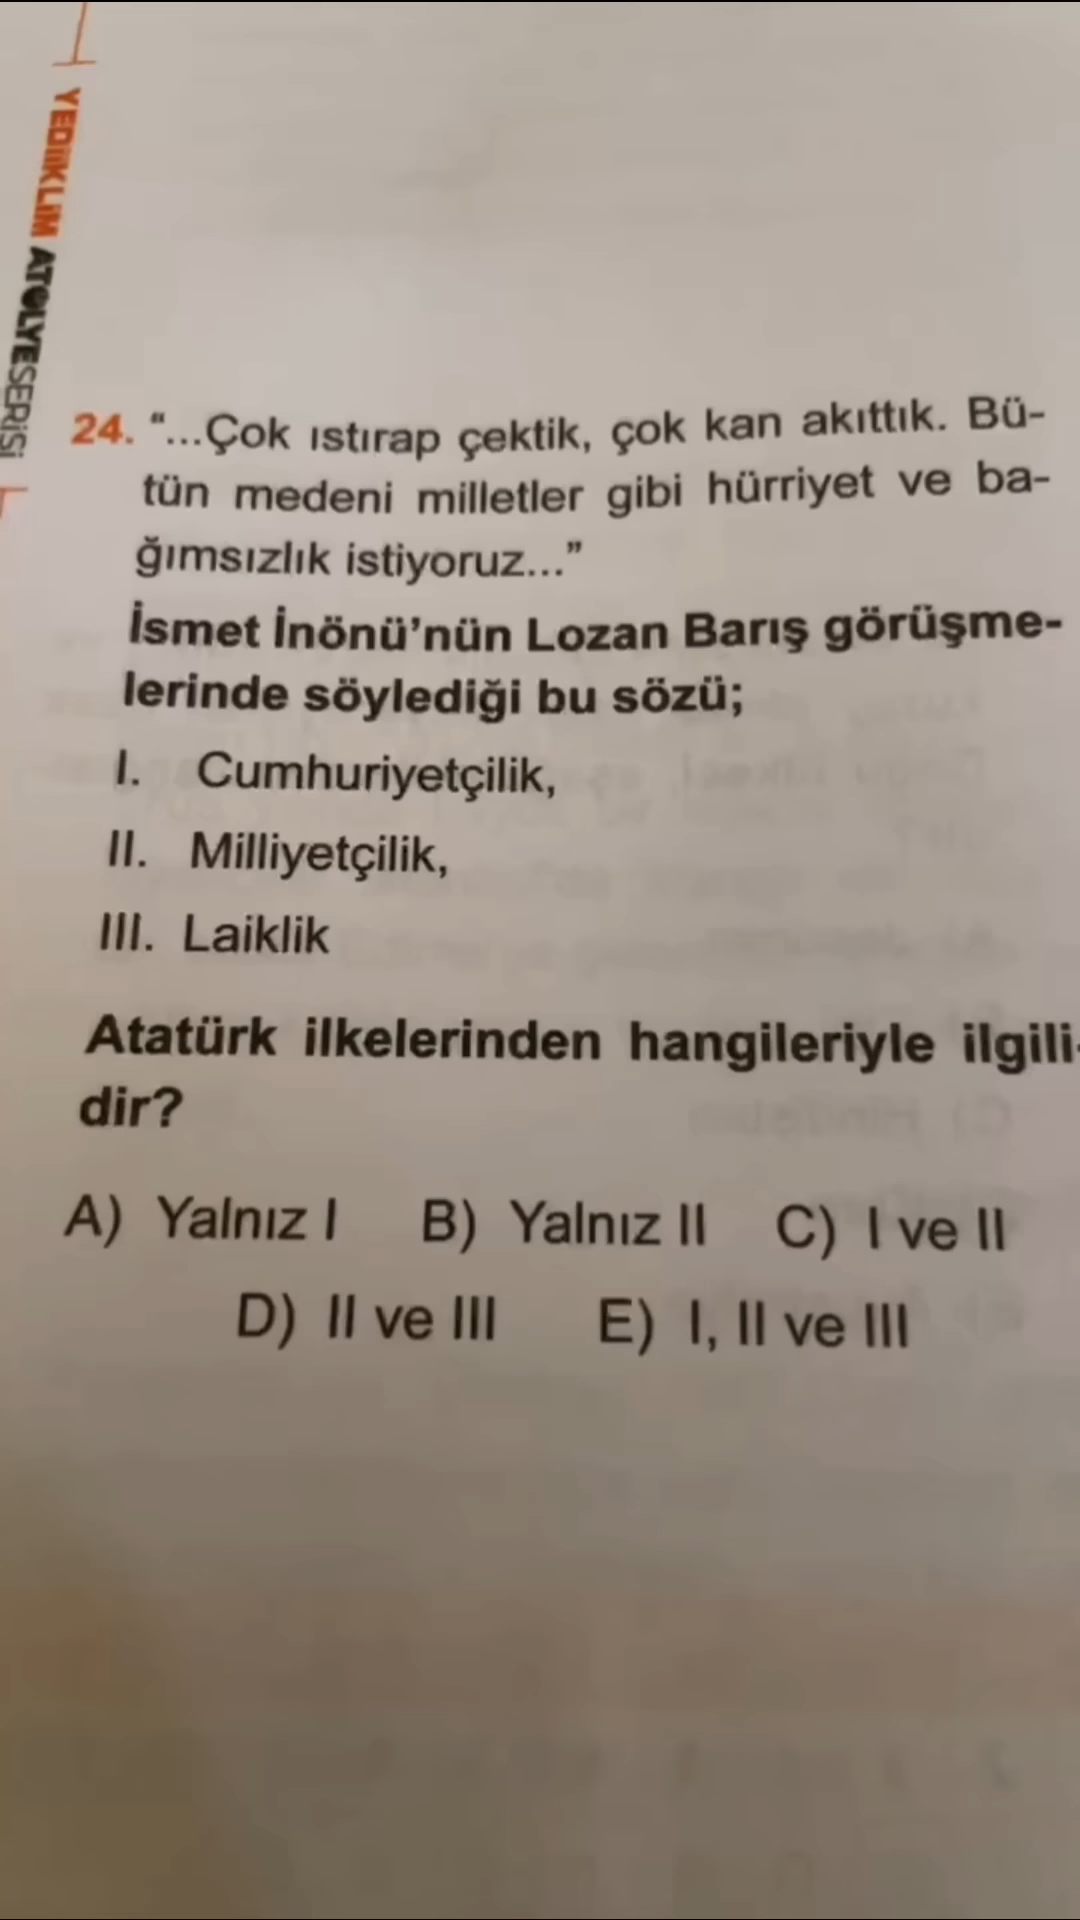 YEDİİKLİM ATÖLYESERİSİ
24. “...Çok ıstırap çektik, çok kan akıttık. Bü-
tün medeni milletler gibi hürriyet ve ba-
ğımsızlık istiyoruz...”
İsmet İnönü’nün Lozan Barış görüşme-
lerinde söylediği bu sözü;
I. Cumhuriyetçilik,
II. Milliyetçilik,
III. Laiklik
Atatürk ilkelerinden hangileriyle ilgili-
dir?
A) Yalnız I B) Yalnız II C) I ve II
D) II ve III E) I, II ve III